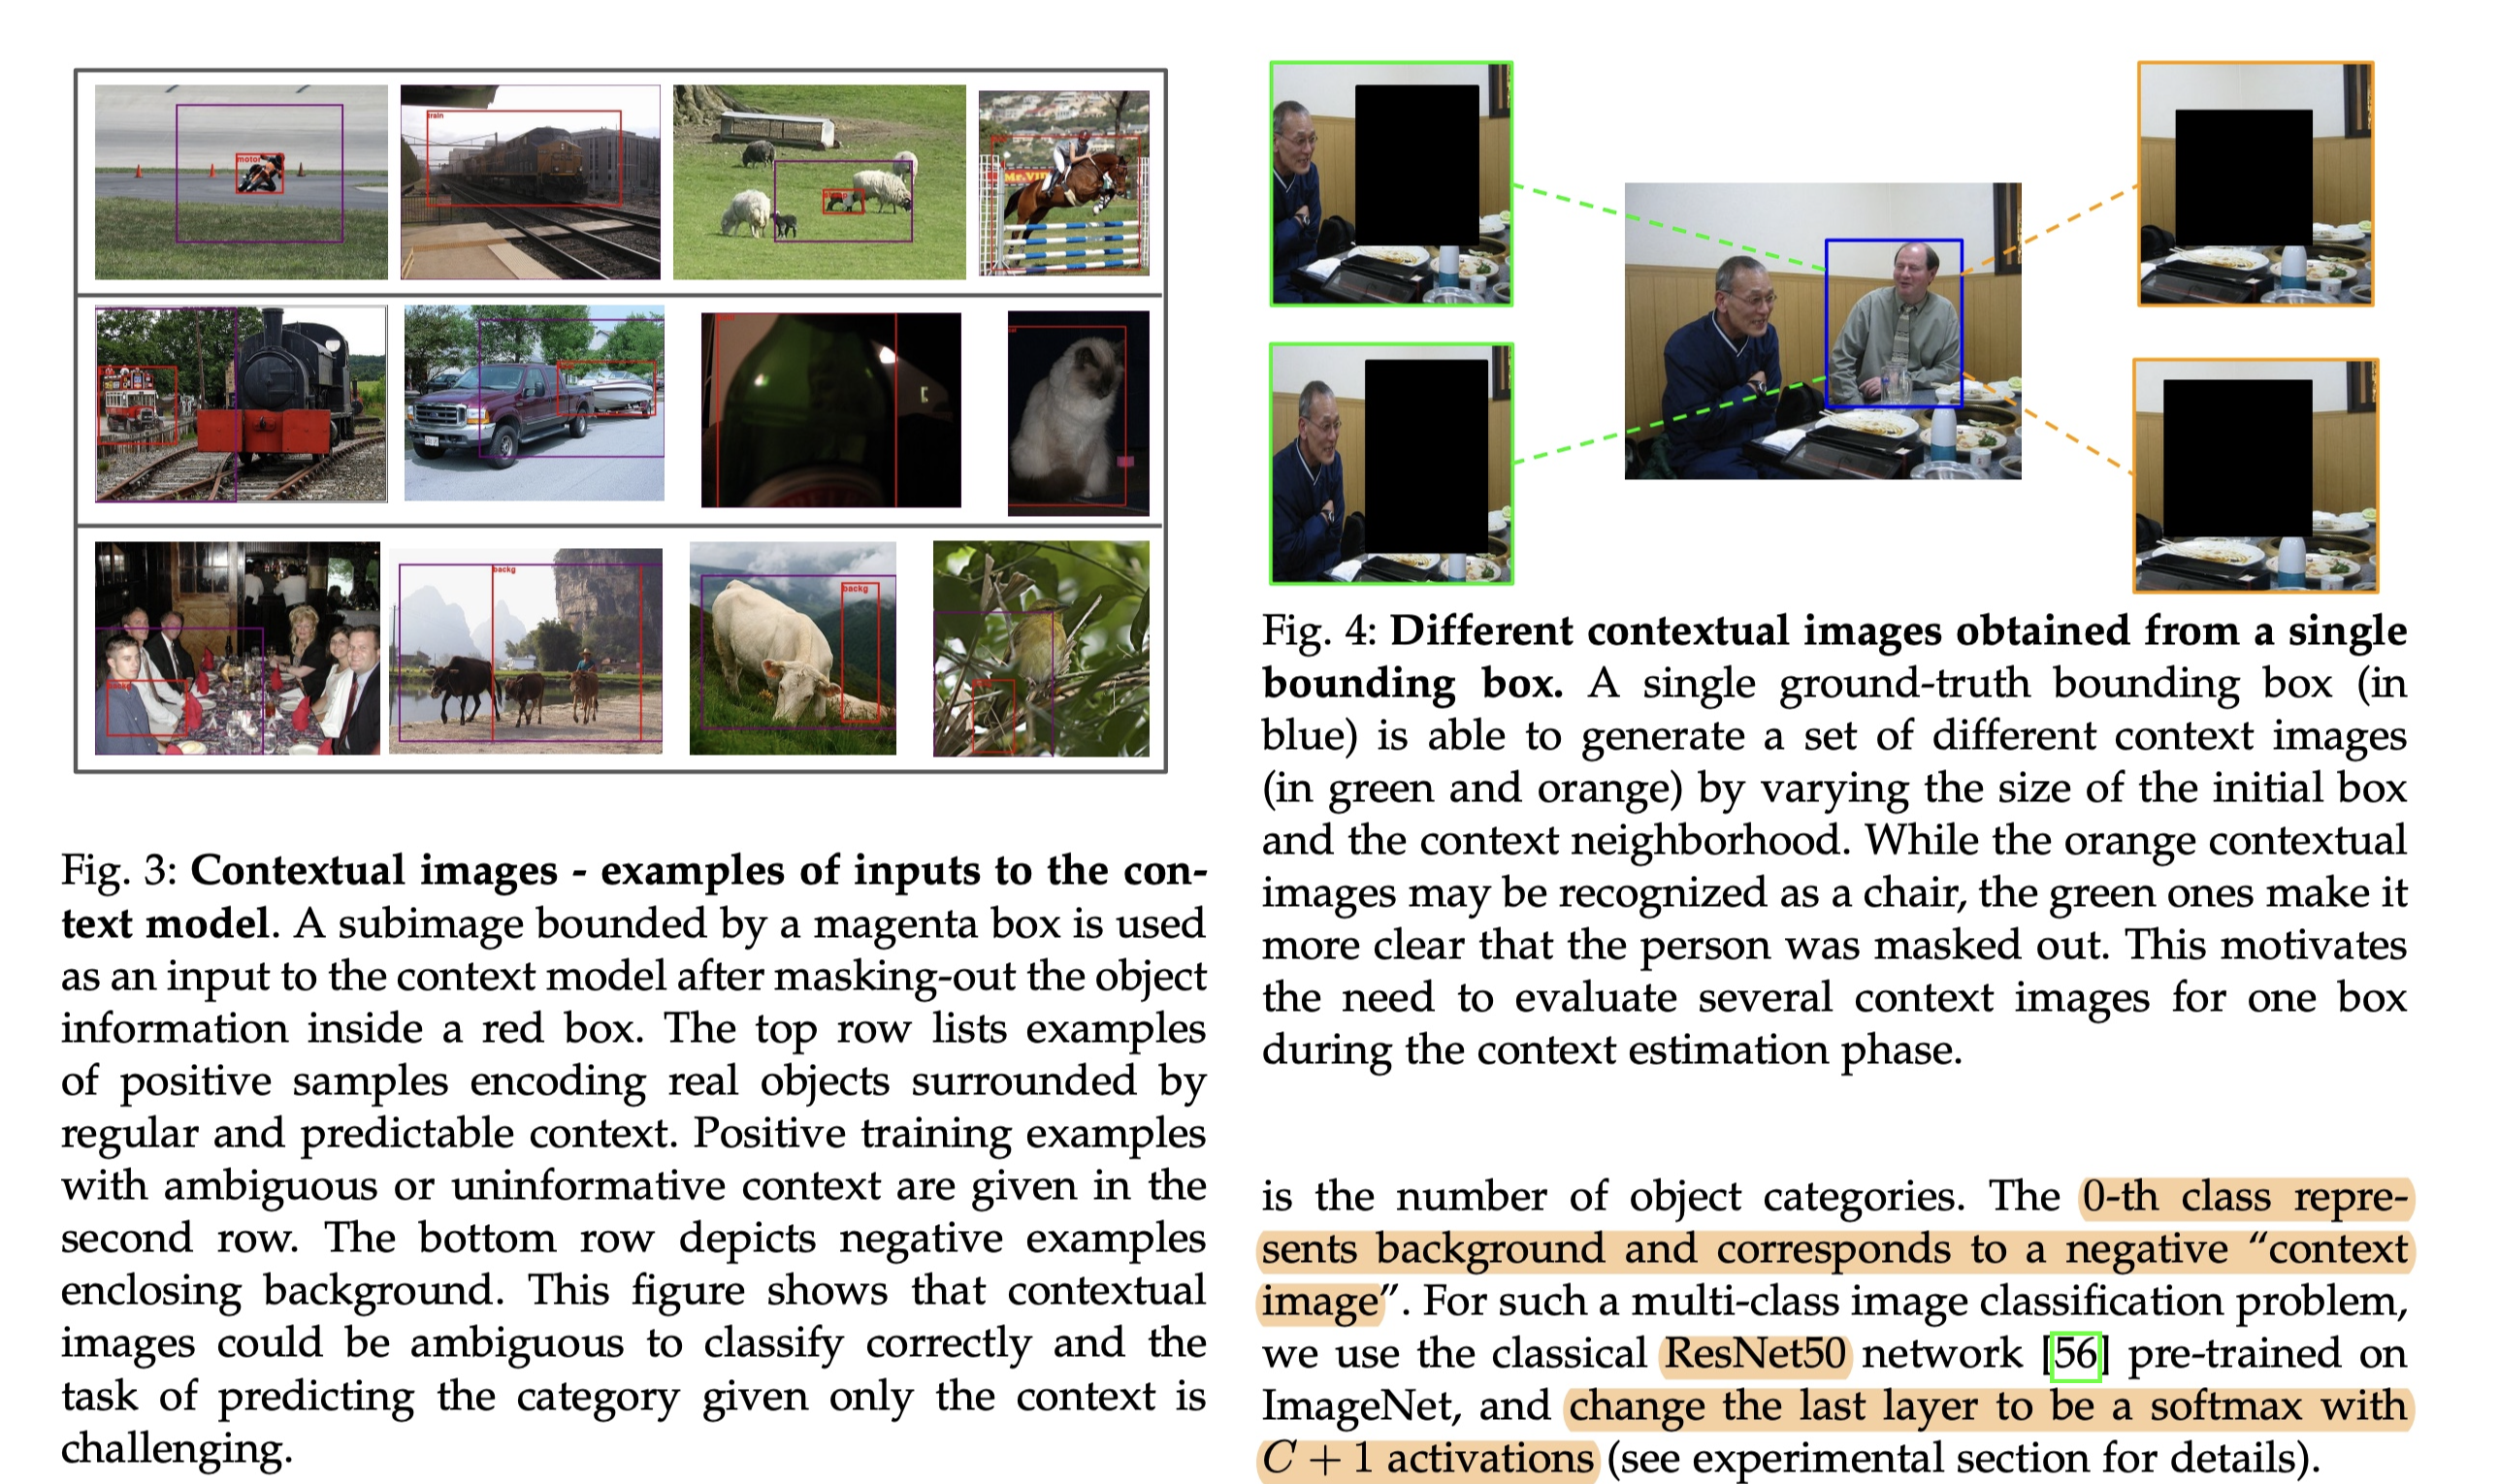 motor
train
Mr.VID
backg
backg
Fig. 3: Contextual images - examples of inputs to the con-
text model. A subimage bounded by a magenta box is used
as an input to the context model after masking-out the object
information inside a red box. The top row lists examples
of positive samples encoding real objects surrounded by
regular and predictable context. Positive training examples
with ambiguous or uninformative context are given in the
second row. The bottom row depicts negative examples
enclosing background. This figure shows that contextual
images could be ambiguous to classify correctly and the
task of predicting the category given only the context is
challenging.
Fig. 4: Different contextual images obtained from a single
bounding box. A single ground-truth bounding box (in
blue) is able to generate a set of different context images
(in green and orange) by varying the size of the initial box
and the context neighborhood. While the orange contextual
images may be recognized as a chair, the green ones make it
more clear that the person was masked out. This motivates
the need to evaluate several context images for one box
during the context estimation phase.
is the number of object categories. The 0-th class repre-
sents background and corresponds to a negative “context
image”. For such a multi-class image classification problem,
we use the classical ResNet50 network [56] pre-trained on
ImageNet, and change the last layer to be a softmax with
C + 1 activations (see experimental section for details).